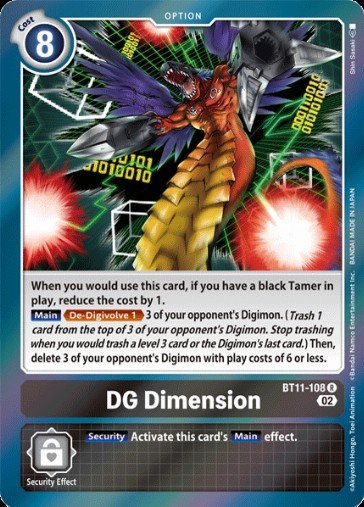 OPTION
Cost
8
Shin Sasaki
01010101
01010010
00011001O
01010001
When you would use this card, if you have a black Tamer in
play, reduce the cost by 1.
Main De-Digivolve 1 3 of your opponent's Digimon. (Trash 1
card from the top of 3 of your opponent's Digimon. Stop trashing
when you would trash a level 3 card or the Digimon's last card.) Then,
delete 3 of your opponent's Digimon with play costs of 6 or less.
BT11-108 R
DG Dimension
02
Security Activate this card's Main effect.
Security Effect
©Akiyoshi Hongo, Toei Animation ©Bandai Namco Entertainment Inc. BANDAI MADE IN JAPAN